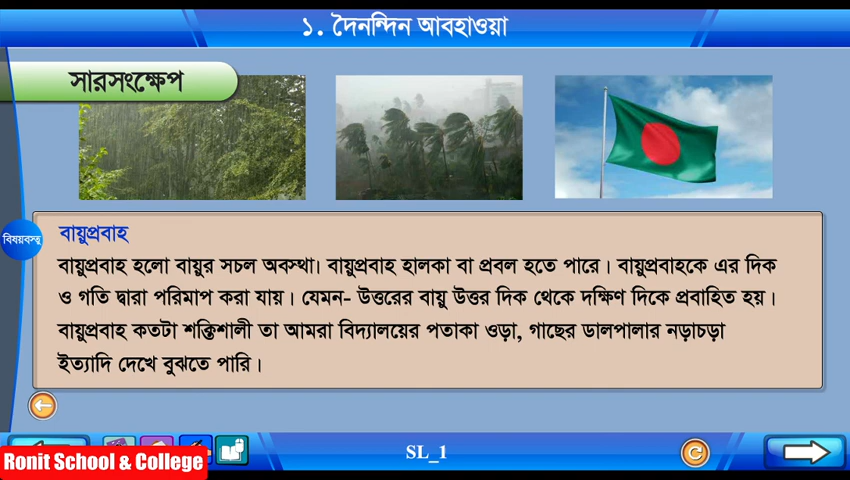 ১. দৈনন্দিন আবহাওয়া
সারসংক্ষেপ
বিষয়বস্তু
বায়ুপ্রবাহ
বায়ুপ্রবাহ হলো বায়ুর সচল অবস্থা। বায়ুপ্রবাহ হালকা বা প্রবল হতে পারে। বায়ুপ্রবাহকে এর দিক
ও গতি দ্বারা পরিমাপ করা যায়। যেমন- উত্তরের বায়ু উত্তর দিক থেকে দক্ষিণ দিকে প্রবাহিত হয়।
বায়ুপ্রবাহ কতটা শক্তিশালী তা আমরা বিদ্যালয়ের পতাকা ওড়া, গাছের ডালপালার নড়াচড়া
ইত্যাদি দেখে বুঝতে পারি।
SL_1
Ronit School & College